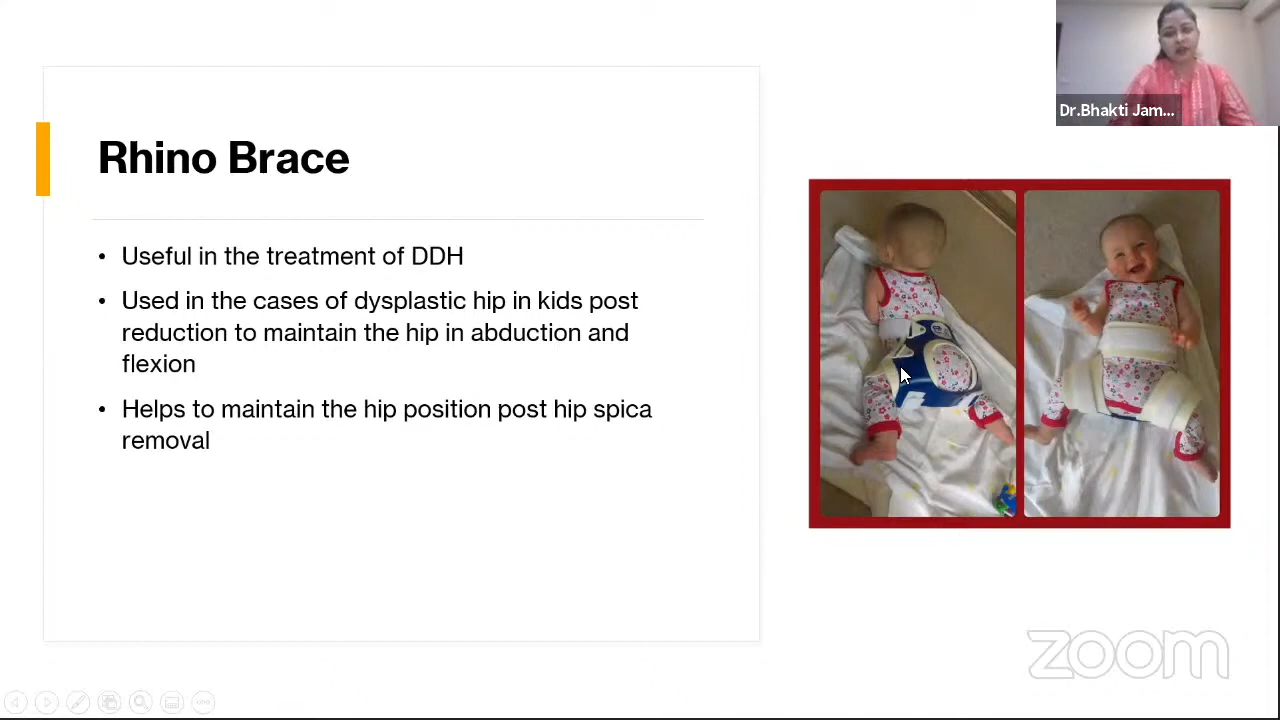 Dr.Bhakti Jam...
Rhino Brace
• Useful in the treatment of DDH
• Used in the cases of dysplastic hip in kids post
reduction to maintain the hip in abduction and
flexion
• Helps to maintain the hip position post hip spica
removal
zoom